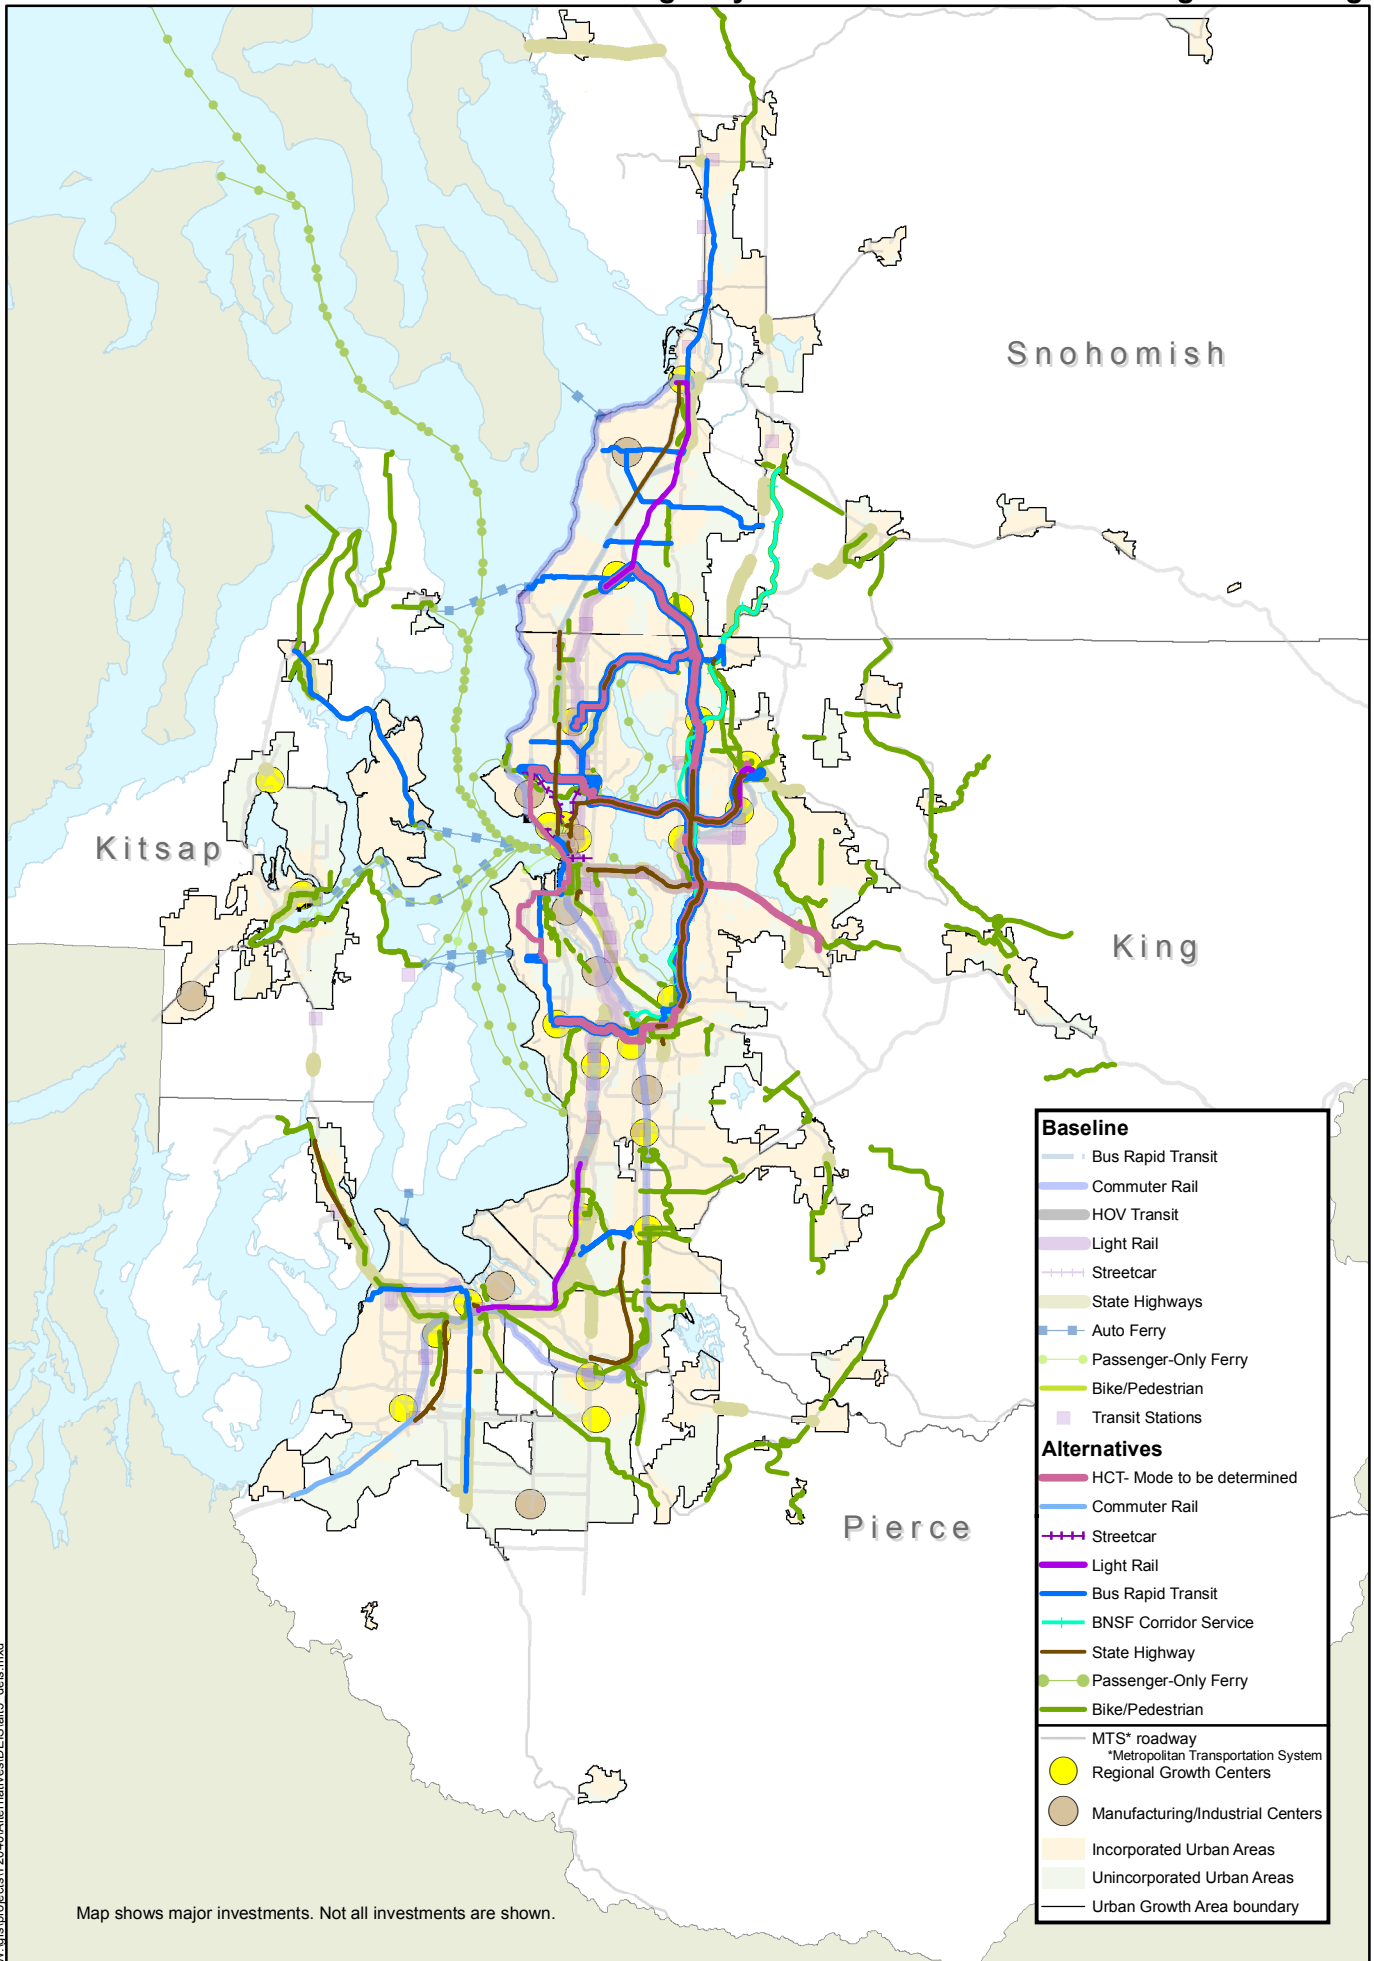 Snohomish
Kitsap
King
Pierce
Baseline
Bus Rapid Transit
Commuter Rail
HOV Transit
Light Rail
Streetcar
State Highways
Auto Ferry
Passenger-Only Ferry
Bike/Pedestrian
Transit Stations
Alternatives
HCT- Mode to be determined
Commuter Rail
Streetcar
Light Rail
Bus Rapid Transit
BNSF Corridor Service
State Highway
Passenger-Only Ferry
Bike/Pedestrian
MTS* roadway
*Metropolitan Transportation System
Regional Growth Centers
Manufacturing/Industrial Centers
Incorporated Urban Areas
Unincorporated Urban Areas
Urban Growth Area boundary
Map shows major investments. Not all investments are shown.